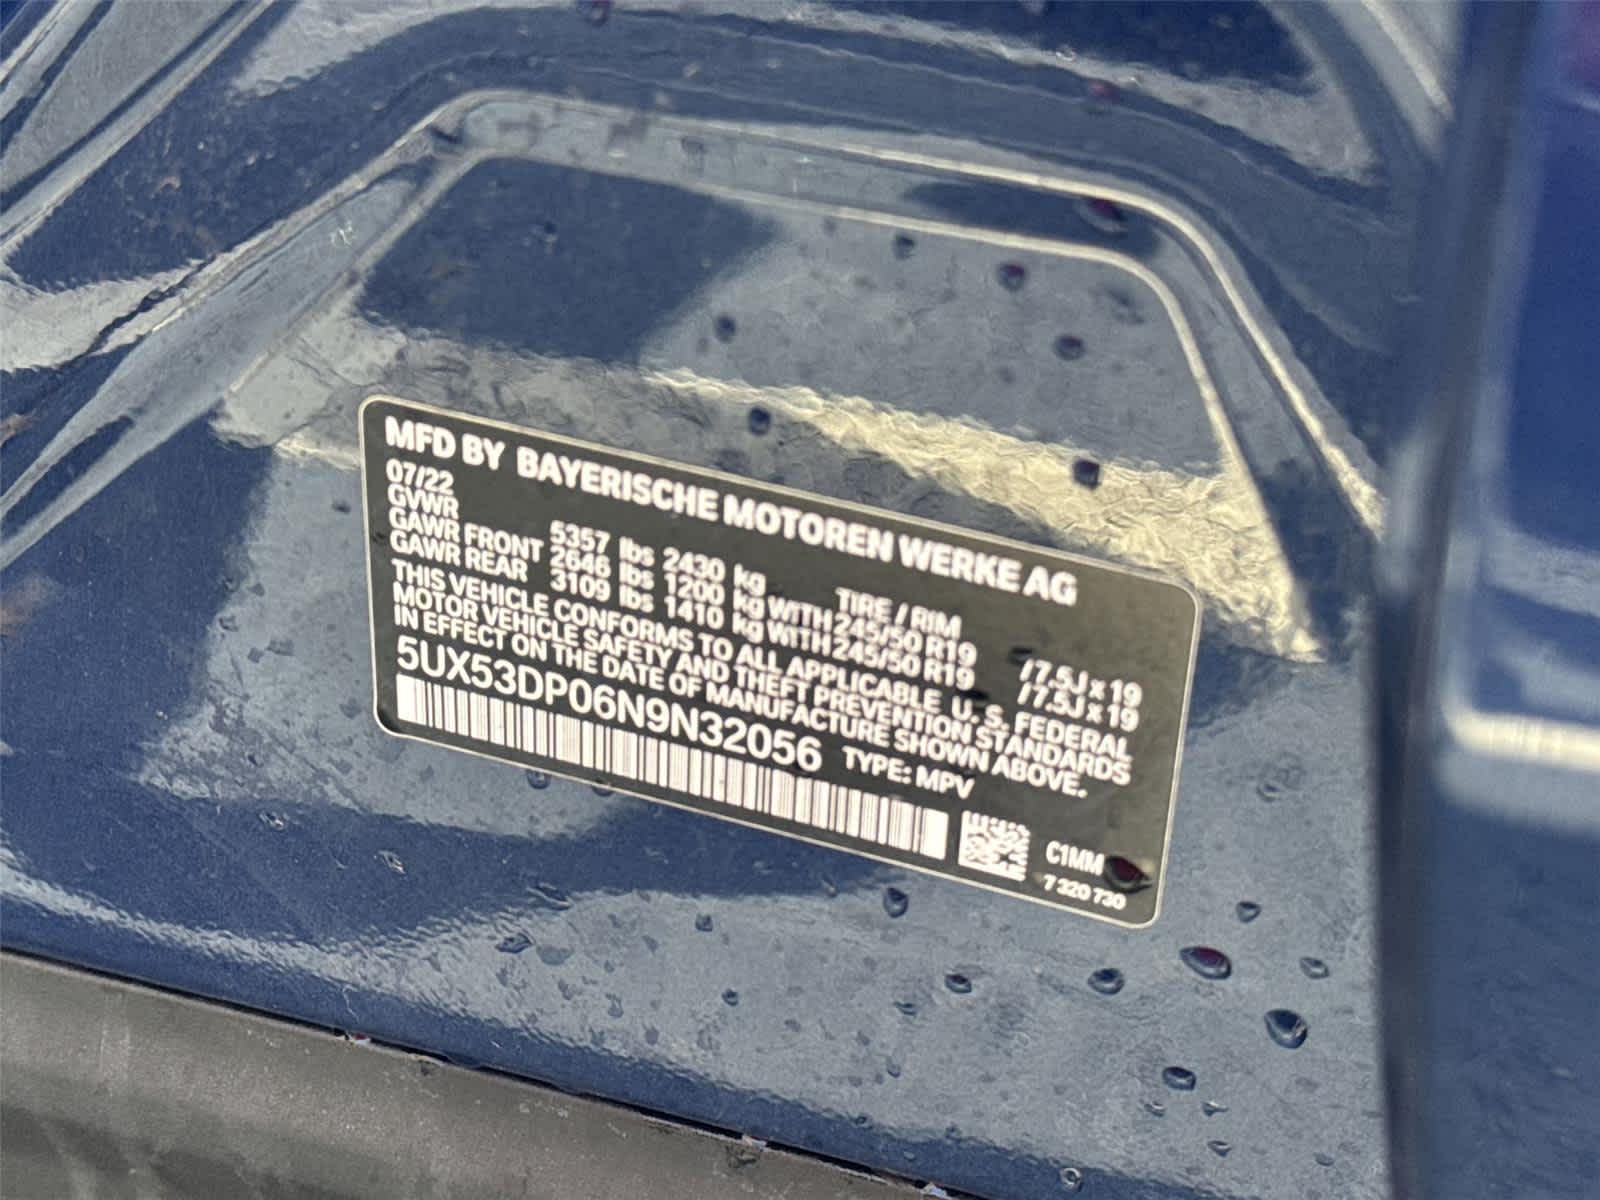 MFD BY BAYERISCHE MOTOREN WERKE AG
07/22
GVWR 5357 lbs 2430 kg TIRE / RIM
GAWR FRONT 2646 lbs 1200 kg WITH 245/50 R19 /7.5J x 19
GAWR REAR 3109 lbs 1410 kg WITH 245/50 R19 /7.5J x 19
THIS VEHICLE CONFORMS TO ALL APPLICABLE U. S. FEDERAL
MOTOR VEHICLE SAFETY AND THEFT PREVENTION STANDARDS
IN EFFECT ON THE DATE OF MANUFACTURE SHOWN ABOVE.
5UX53DP06N9N32056 TYPE: MPV
C1MM
7 320 730